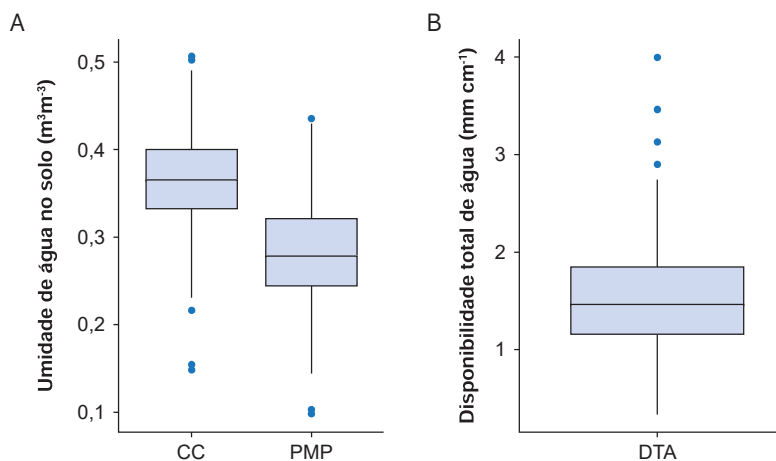 A
Umidade de água no solo (m³m⁻³)
0,5
0,4
0,3
0,2
0,1
CC
PMP
B
Disponibilidade total de água (mm cm⁻¹)
4
3
2
1
DTA